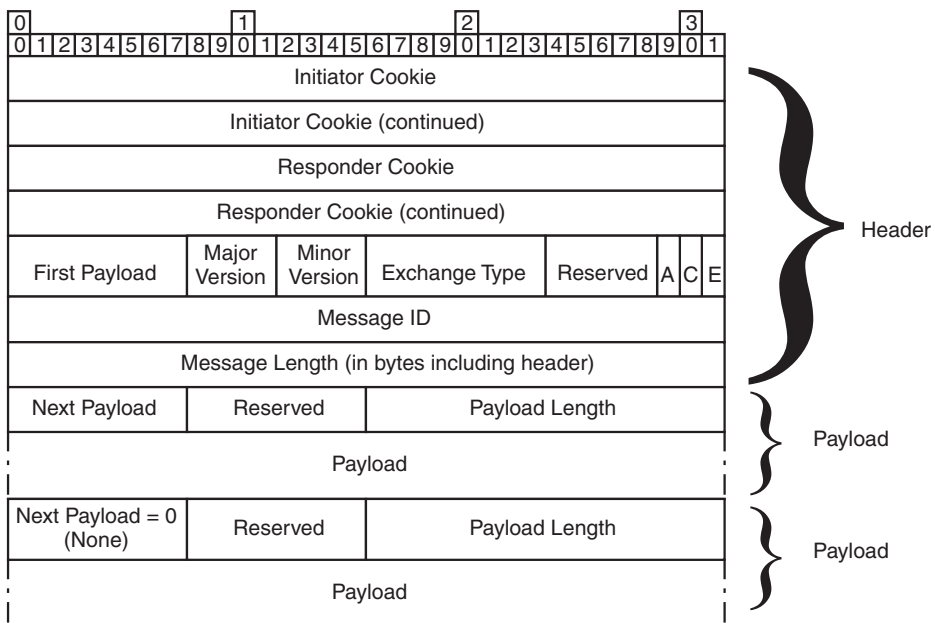 0 1 2 3
0 1 2 3 4 5 6 7 8 9 0 1 2 3 4 5 6 7 8 9 0 1 2 3 4 5 6 7 8 9 0 1
Initiator Cookie
Initiator Cookie (continued)
Responder Cookie
Responder Cookie (continued)
Header
First Payload
Major
Version
Minor
Version
Exchange Type
Reserved
A
C
E
Message ID
Message Length (in bytes including header)
Next Payload
Reserved
Payload Length
Payload
Payload
Next Payload = 0
(None)
Reserved
Payload Length
Payload
Payload